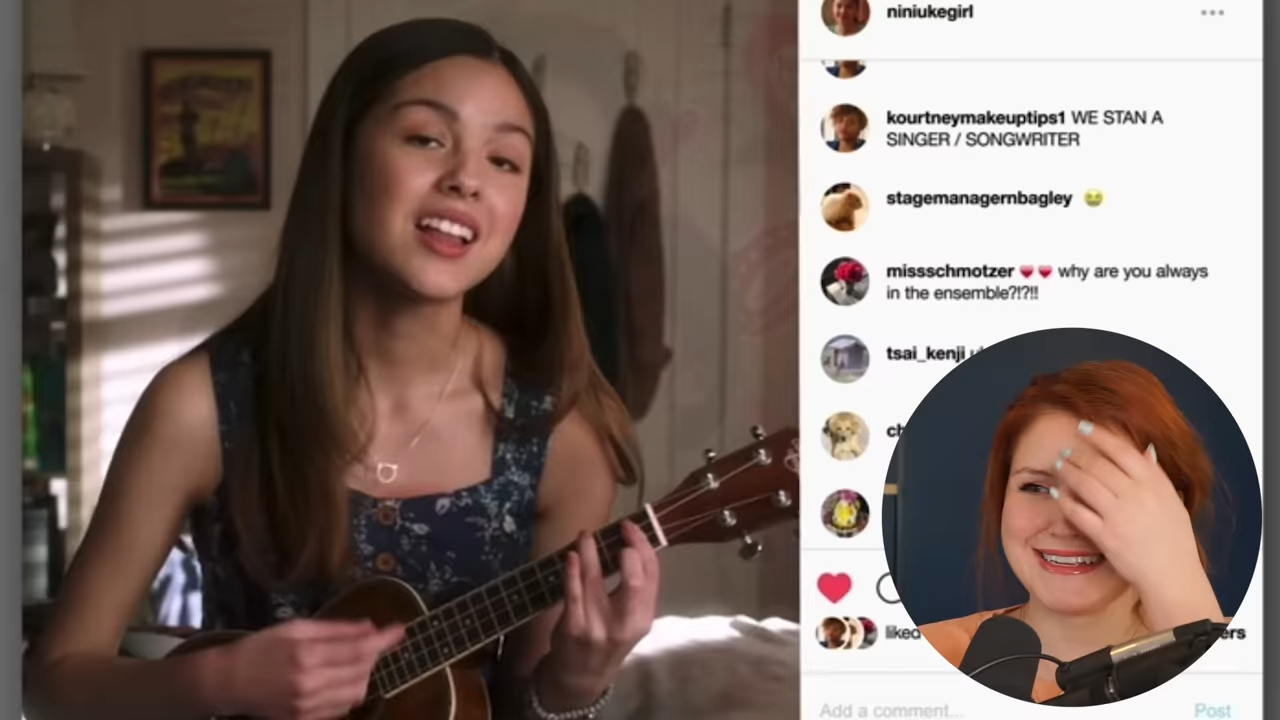 niniukegirl
kourtneymakeuptips1 WE STAN A
SINGER / SONGWRITER
stagemanagernbagley 😭
missschmotzer ❤️❤️ why are you always
in the ensemble?!?!!
tsai_kenji
liked
Add a comment...
Post